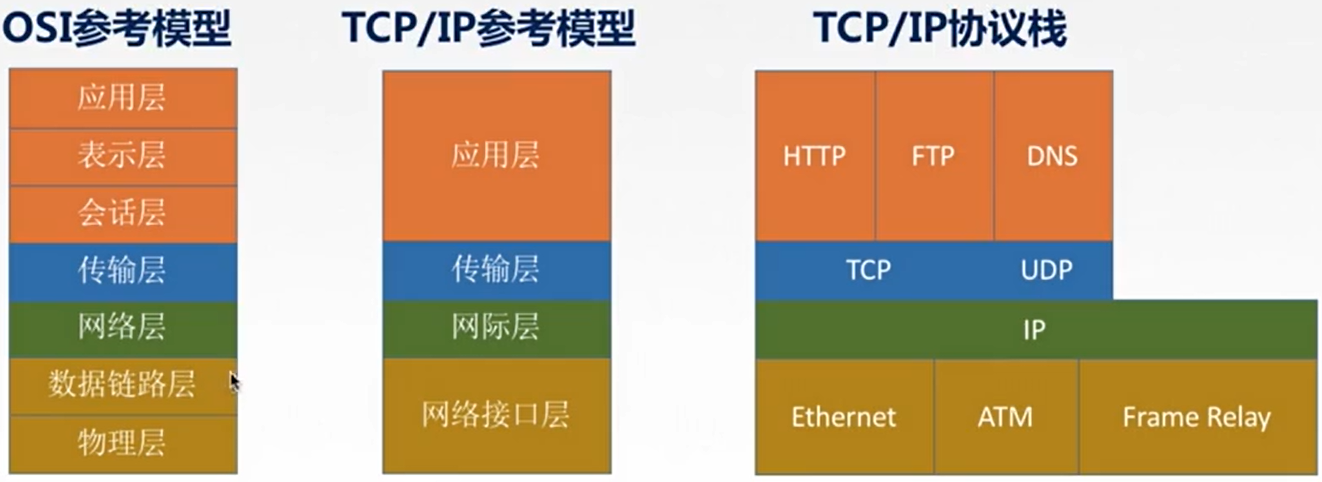 OSI参考模型
应用层
表示层
会话层
传输层
网络层
数据链路层
物理层
TCP/IP参考模型
应用层
传输层
网际层
网络接口层
TCP/IP协议栈
HTTP FTP DNS
TCP UDP
IP
Ethernet ATM Frame Relay